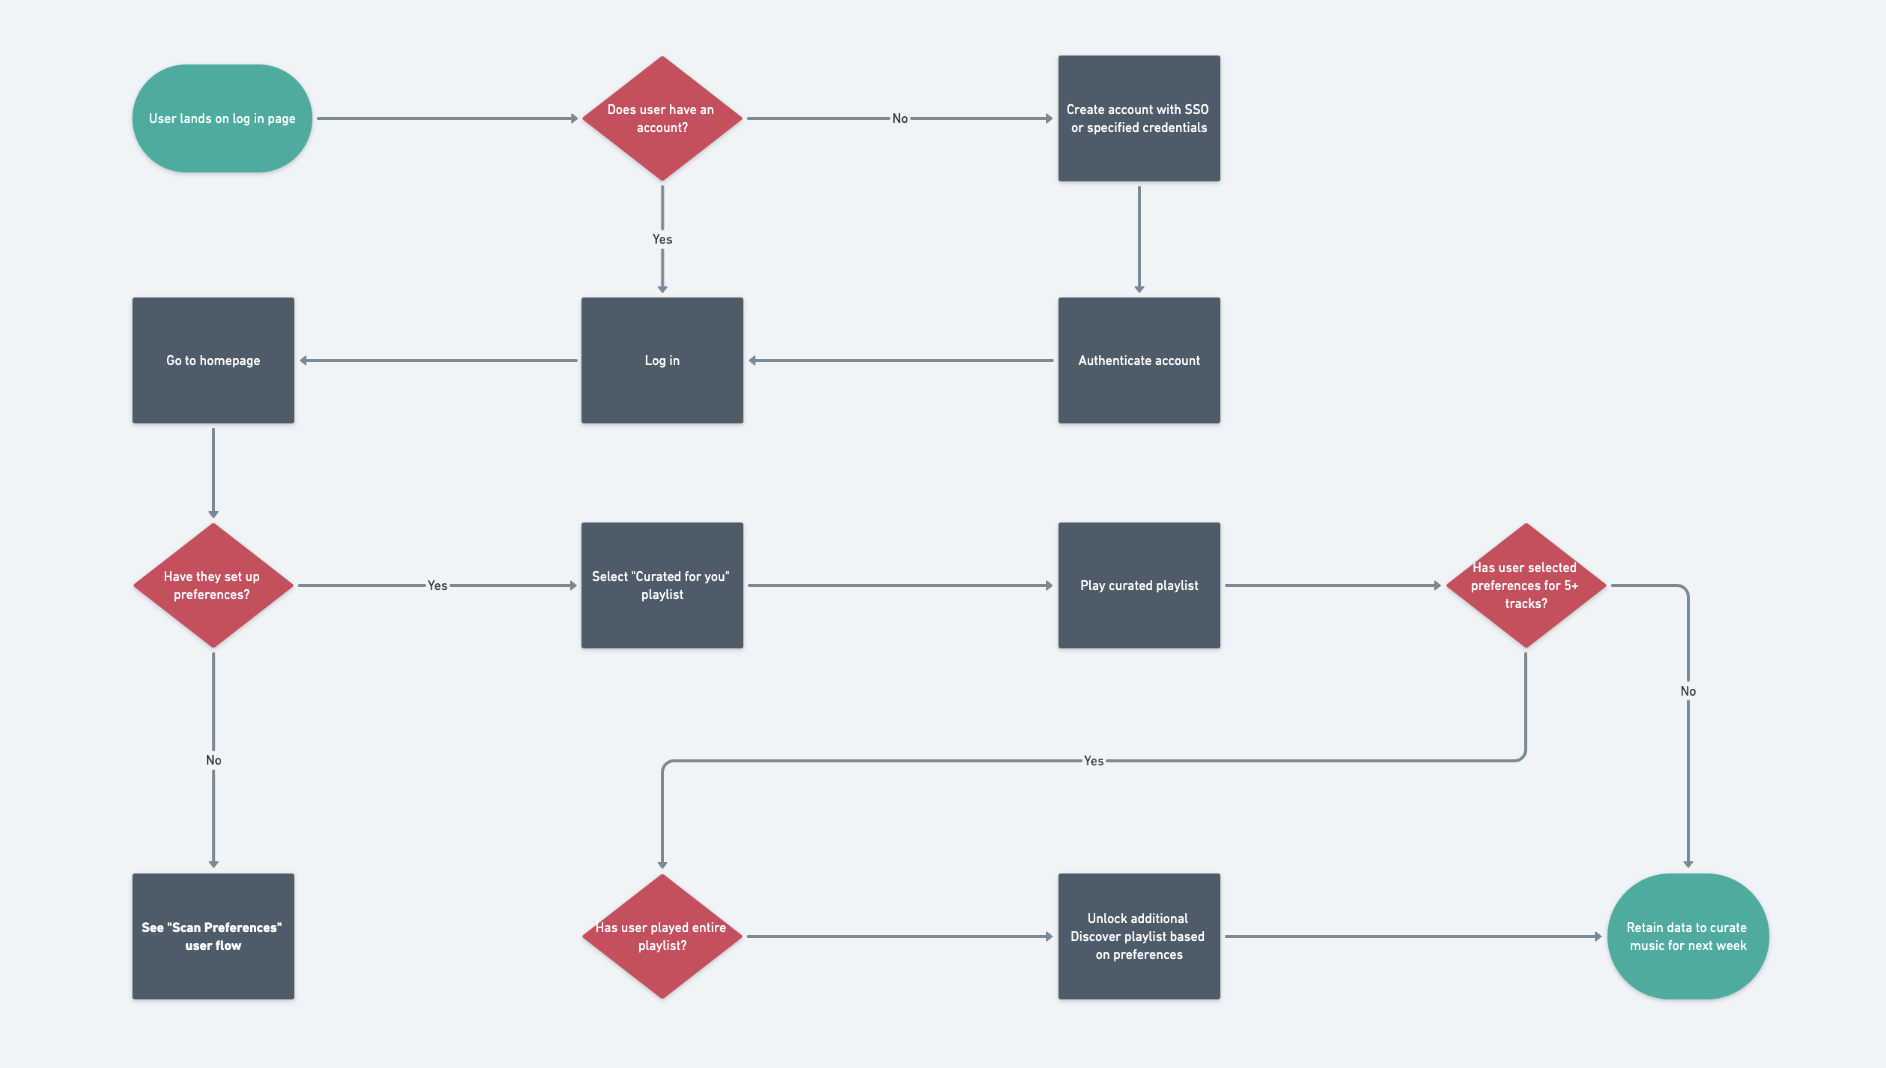 User lands on log in page
Does user have an
account?
No
Create account with SSO
or specified credentials
Yes
Go to homepage
Log in
Authenticate account
Have they set up
preferences?
Yes
Select "Curated for you"
playlist
Play curated playlist
Has user selected
preferences for 5+
tracks?
No
No
Yes
See "Scan Preferences"
user flow
Has user played entire
playlist?
Unlock additional
Discover playlist based
on preferences
Retain data to curate
music for next week